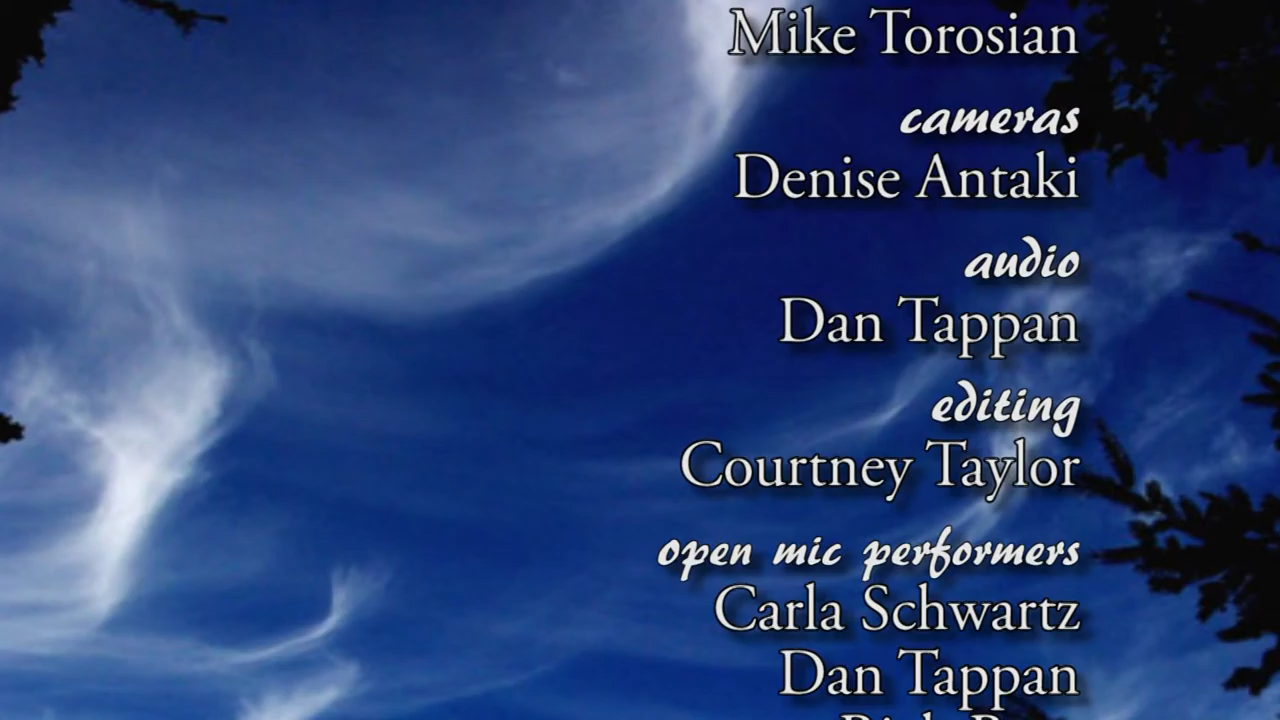 Mike Torosian
cameras
Denise Antaki
audio
Dan Tappan
editing
Courtney Taylor
open mic performers
Carla Schwartz
Dan Tappan